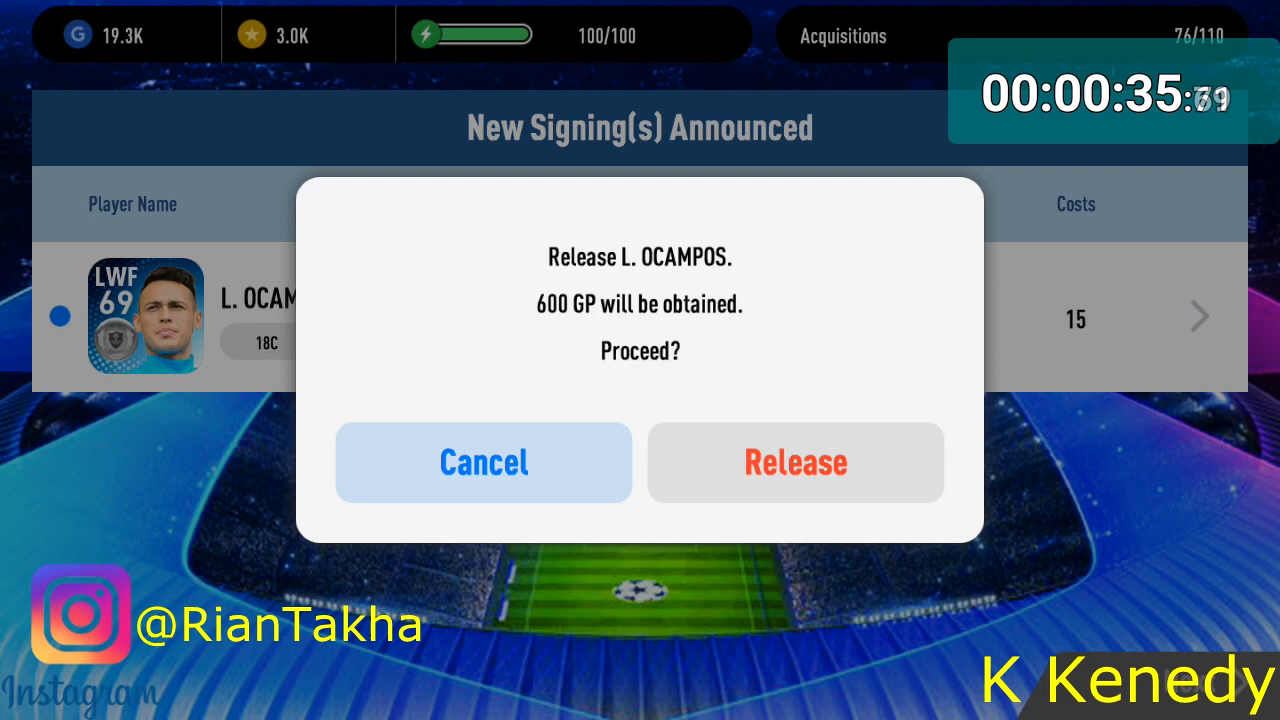 19.3K
3.0K
100/100
Acquisitions
76/110
00:00:35
New Signing(s) Announced
Player Name
Costs
LWF
69
L. OCAM
18C
15
Release L. OCAMPOS.
600 GP will be obtained.
Proceed?
Cancel
Release
@RianTakha
Instagram
K Kenedy